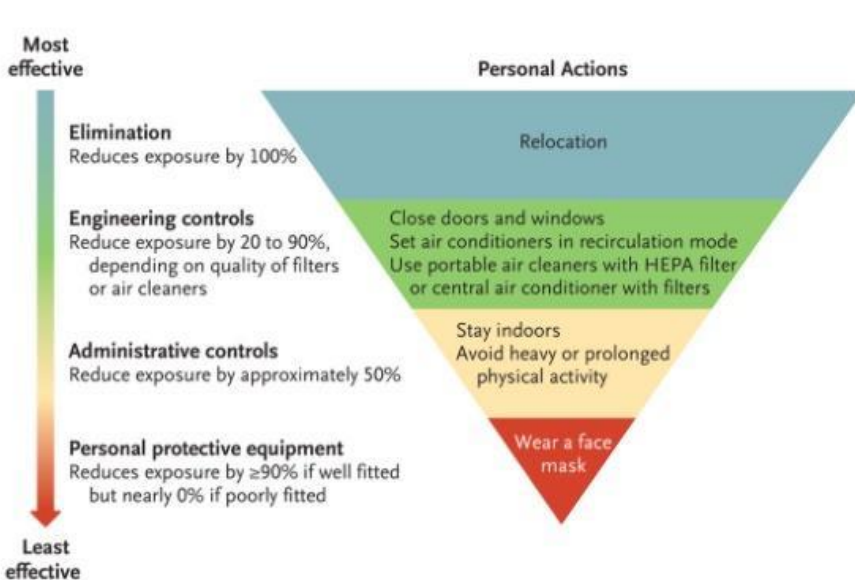 Most
effective
Personal Actions
Elimination
Reduces exposure by 100%
Relocation
Engineering controls
Reduce exposure by 20 to 90%,
depending on quality of filters
or air cleaners
Close doors and windows
Set air conditioners in recirculation mode
Use portable air cleaners with HEPA filter
or central air conditioner with filters
Administrative controls
Reduce exposure by approximately 50%
Stay indoors
Avoid heavy or prolonged
physical activity
Personal protective equipment
Reduces exposure by ≥90% if well fitted
but nearly 0% if poorly fitted
Wear a face
mask
Least
effective